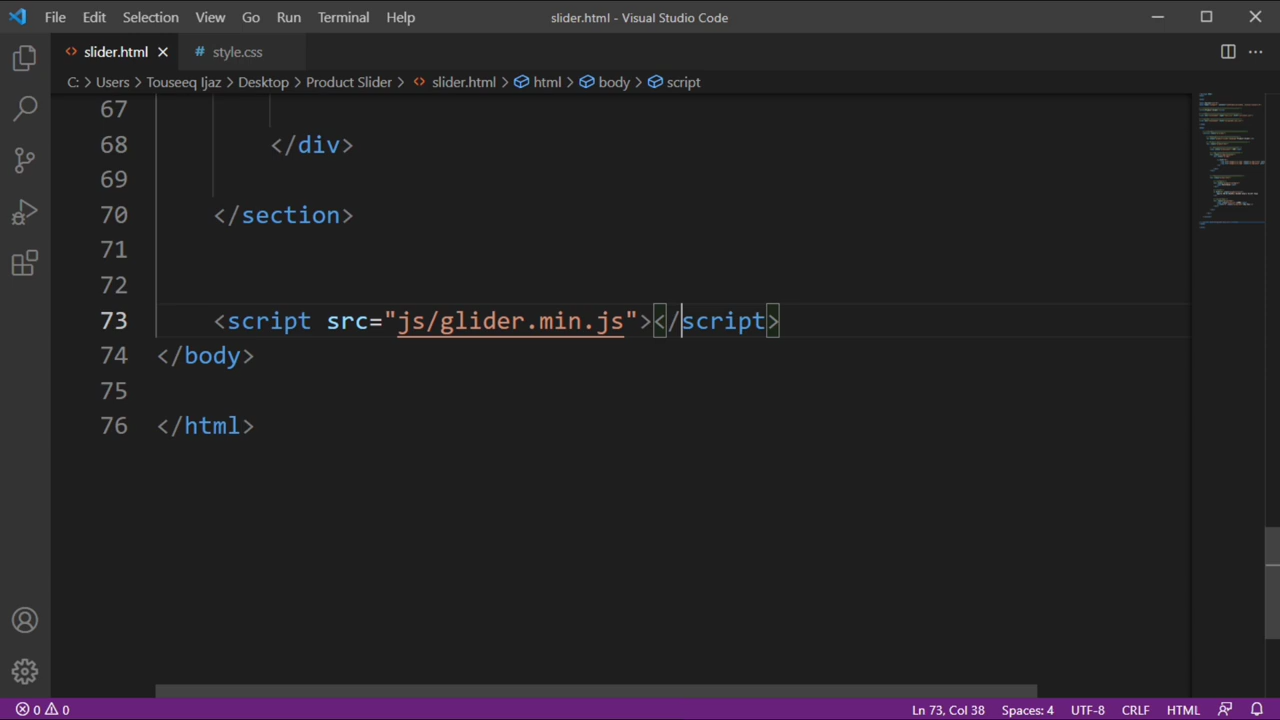 File Edit Selection View Go Run Terminal Help slider.html - Visual Studio Code
slider.html # style.css
C: > Users > Touseeq Ijaz > Desktop > Product Slider > slider.html > html > body > script
67
68 </div>
69
70 </section>
71
72
73 <script src="js/glider.min.js"></script>
74 </body>
75
76 </html>
0 0 Ln 73, Col 38 Spaces: 4 UTF-8 CRLF HTML